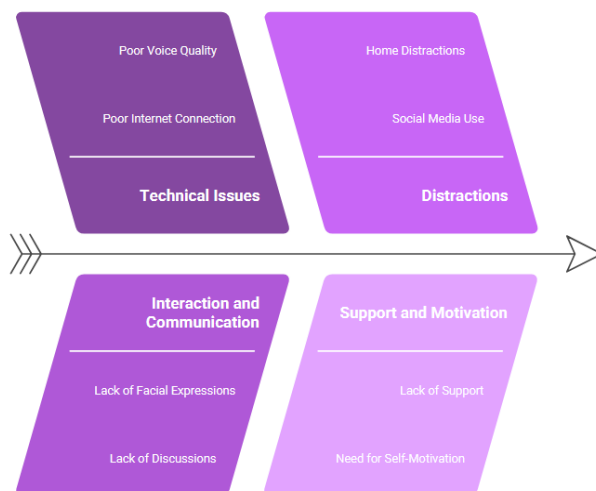 Poor Voice Quality
Poor Internet Connection
Technical Issues
Home Distractions
Social Media Use
Distractions
Interaction and
Communication
Lack of Facial Expressions
Lack of Discussions
Support and Motivation
Lack of Support
Need for Self-Motivation